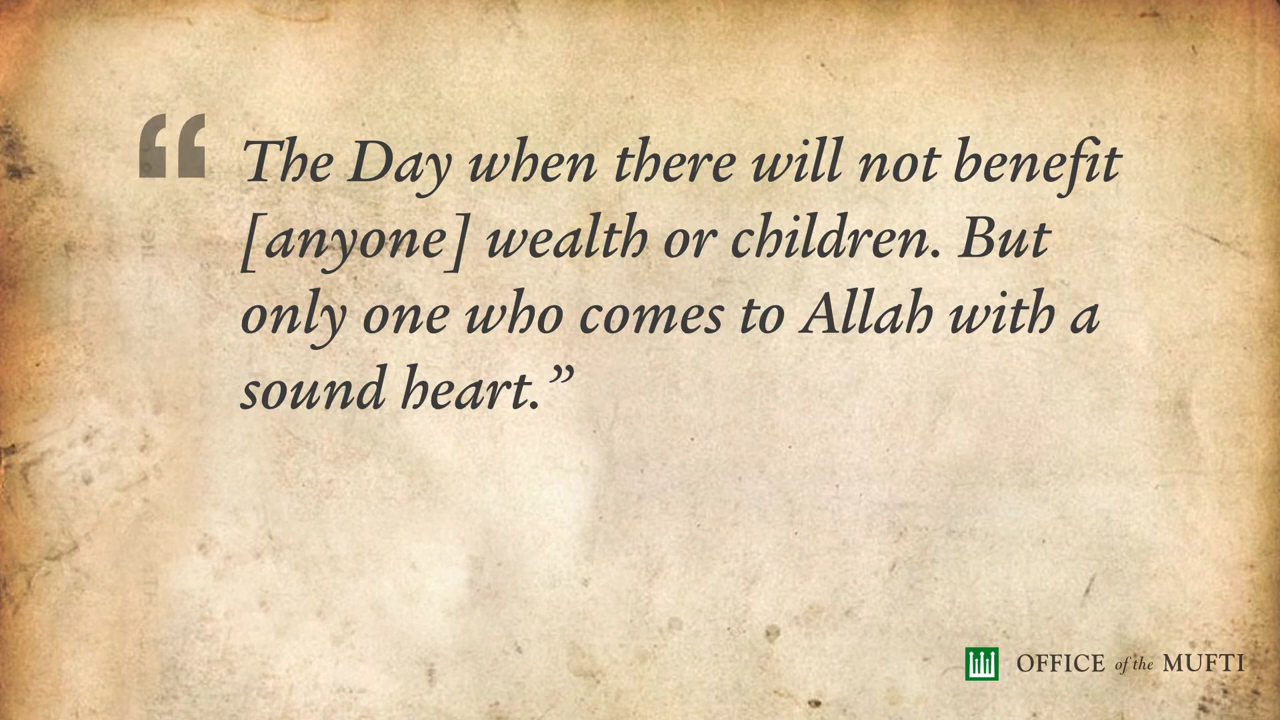 “ The Day when there will not benefit
[anyone] wealth or children. But
only one who comes to Allah with a
sound heart.”
OFFICE of the MUFTI